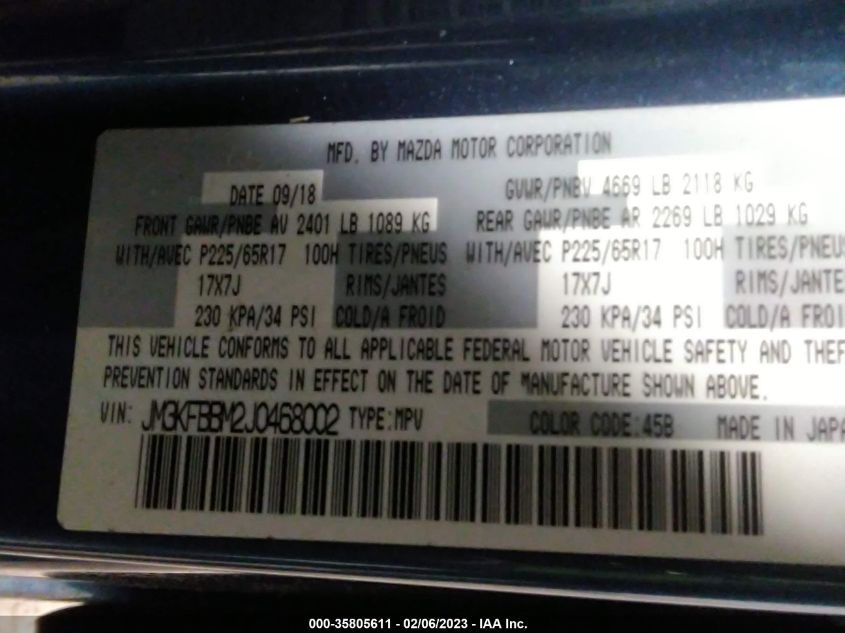 MFD. BY MAZDA MOTOR CORPORATION
DATE 09/18 GVWR/PNBV 4669 LB 2118 KG
FRONT GAWR/PNBE AV 2401 LB 1089 KG REAR GAWR/PNBE AR 2269 LB 1029 KG
WITH/AVEC P225/65R17 100H TIRES/PNEUS WITH/AVEC P225/65R17 100H TIRES/PNEUS
17X7J RIMS/JANTES 17X7J RIMS/JANTES
230 KPA/34 PSI COLD/A FROID 230 KPA/34 PSI COLD/A FROI
THIS VEHICLE CONFORMS TO ALL APPLICABLE FEDERAL MOTOR VEHICLE SAFETY AND THEF
PREVENTION STANDARDS IN EFFECT ON THE DATE OF MANUFACTURE SHOWN ABOVE.
VIN: JM3KFBBM2J0468002 TYPE:MPV COLOR CODE:45B MADE IN JAPA
000-35805611 - 02/06/2023 - IAA Inc.